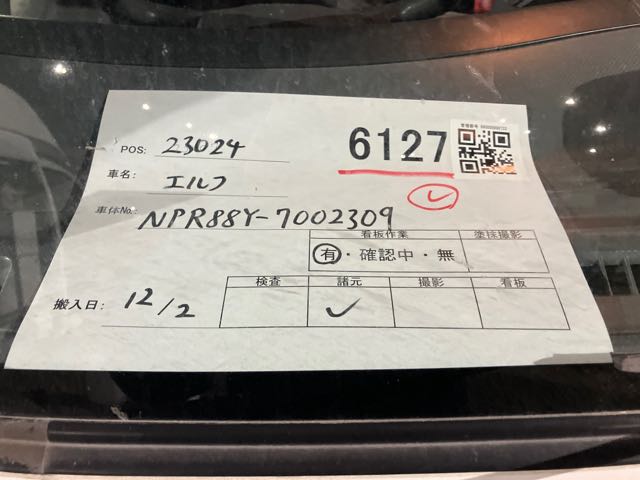 POS: 23024
6127
車名: エルフ
車体No. NPR88Y-7002309
看板作業 塗抹撮影
有・確認中・無
検査 諸元 撮影 看板
搬入日: 12/2